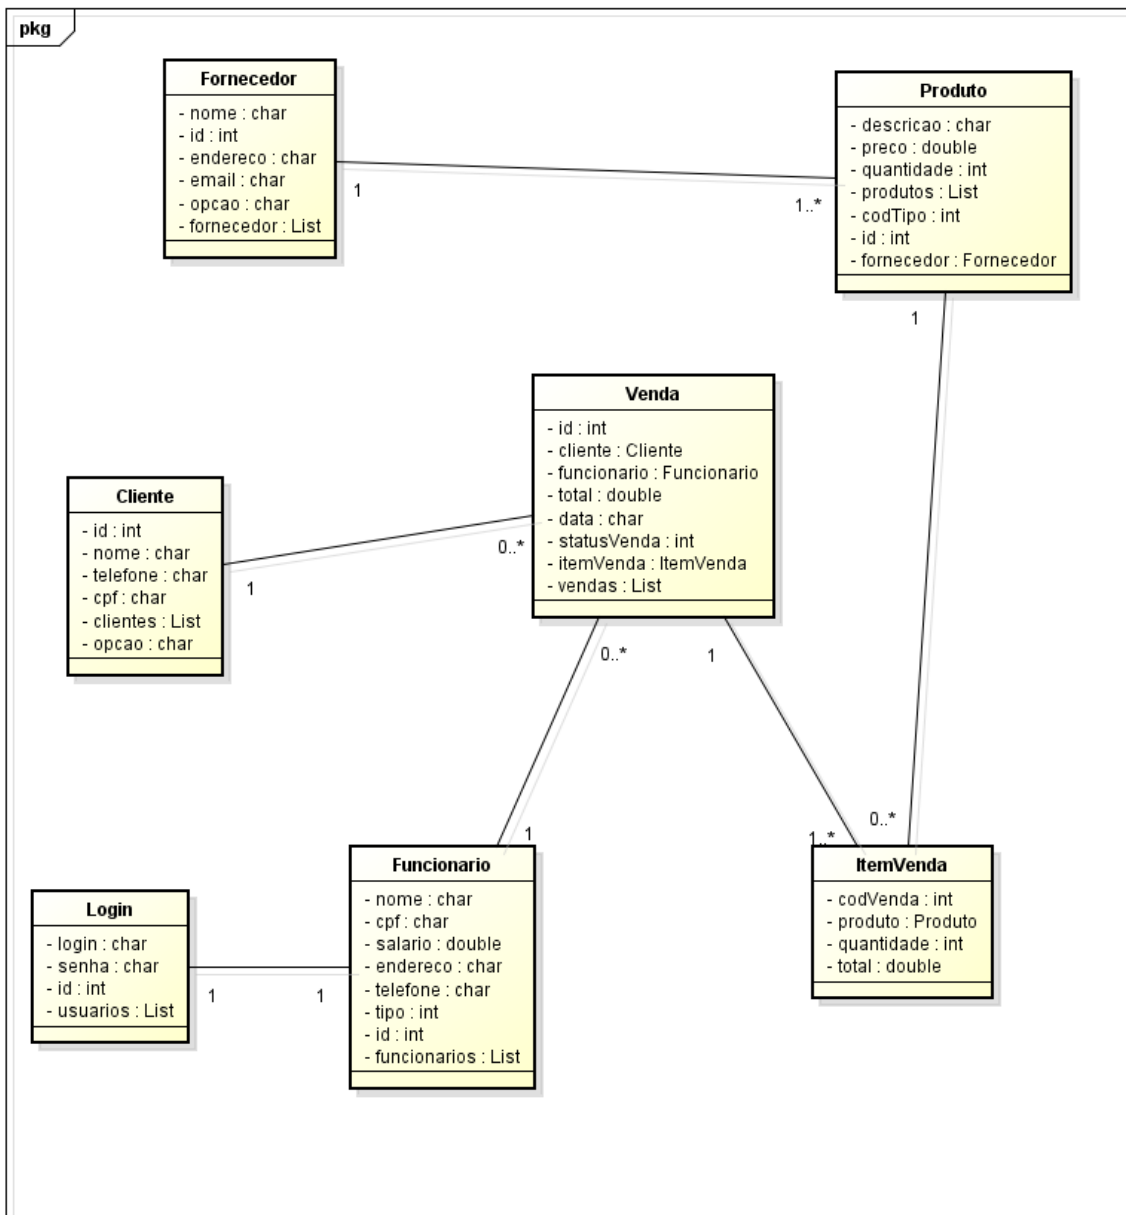 pkg
Fornecedor
- nome : char
- id : int
- endereco : char
- email : char
- opcao : char
- fornecedor : List
1
1..*
Produto
- descricao : char
- preco : double
- quantidade : int
- produtos : List
- codTipo : int
- id : int
- fornecedor : Fornecedor
1
Venda
- id : int
- cliente : Cliente
- funcionario : Funcionario
- total : double
- data : char
- statusVenda : int
- itemVenda : ItemVenda
- vendas : List
Cliente
- id : int
- nome : char
- telefone : char
- cpf : char
- clientes : List
- opcao : char
1
0..*
0..*
1
1
1..*
0..*
Funcionario
- nome : char
- cpf : char
- salario : double
- endereco : char
- telefone : char
- tipo : int
- id : int
- funcionarios : List
ItemVenda
- codVenda : int
- produto : Produto
- quantidade : int
- total : double
Login
- login : char
- senha : char
- id : int
- usuarios : List
1
1